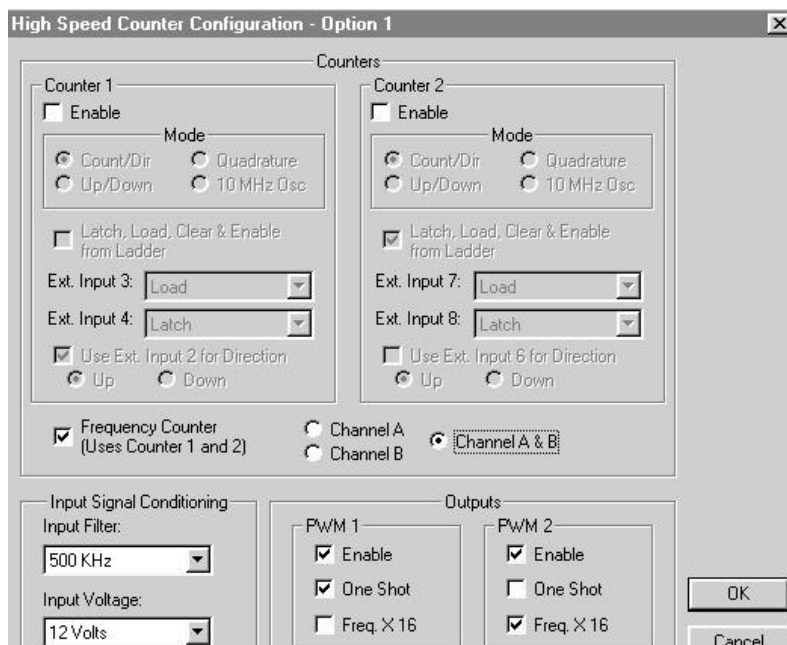 High Speed Counter Configuration - Option 1
Counters
Counter 1
Enable
Mode
Count/Dir
Quadrature
Up/Down
10 MHz Osc
Latch, Load, Clear & Enable
from Ladder
Ext. Input 3: Load
Ext. Input 4: Latch
Use Ext. Input 2 for Direction
Up
Down
Counter 2
Enable
Mode
Count/Dir
Quadrature
Up/Down
10 MHz Osc
Latch, Load, Clear & Enable
from Ladder
Ext. Input 7: Load
Ext. Input 8: Latch
Use Ext. Input 6 for Direction
Up
Down
Frequency Counter
(Uses Counter 1 and 2)
Channel A
Channel B
Channel A & B
Input Signal Conditioning
Input Filter:
500 KHz
Input Voltage:
12 Volts
Outputs
PWM 1
Enable
One Shot
Freq. X 16
PWM 2
Enable
One Shot
Freq. X 16
OK
Cancel